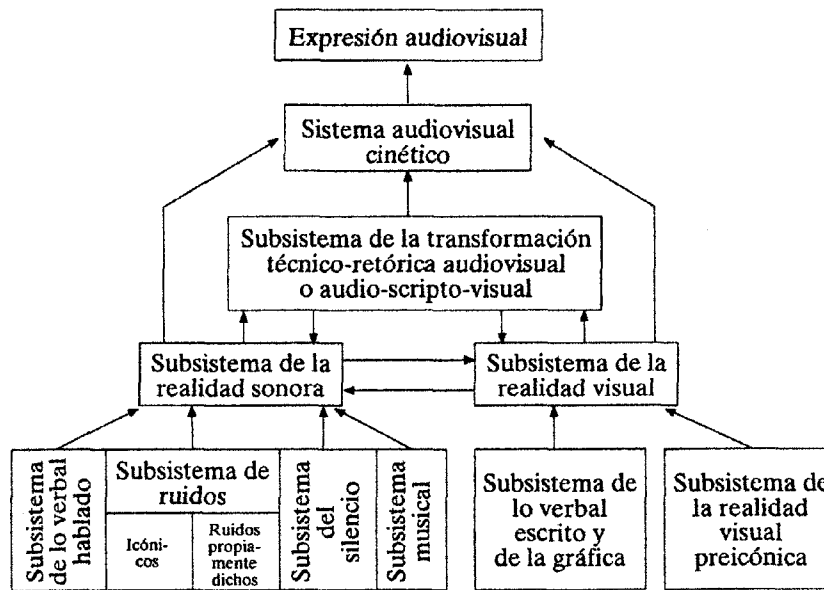 Expresión audiovisual
Sistema audiovisual
cinético
Subsistema de la transformación
técnico-retórica audiovisual
o audio-scripto-visual
Subsistema de la
realidad sonora
Subsistema de la
realidad visual
Subsistema
de lo verbal
hablado
Subsistema de
ruidos
Icóni-
cos
Ruidos
propia-
mente
dichos
Subsistema
del
silencio
Subsistema
musical
Subsistema de
lo verbal
escrito y
de la gráfica
Subsistema de
la realidad
visual
preicónica